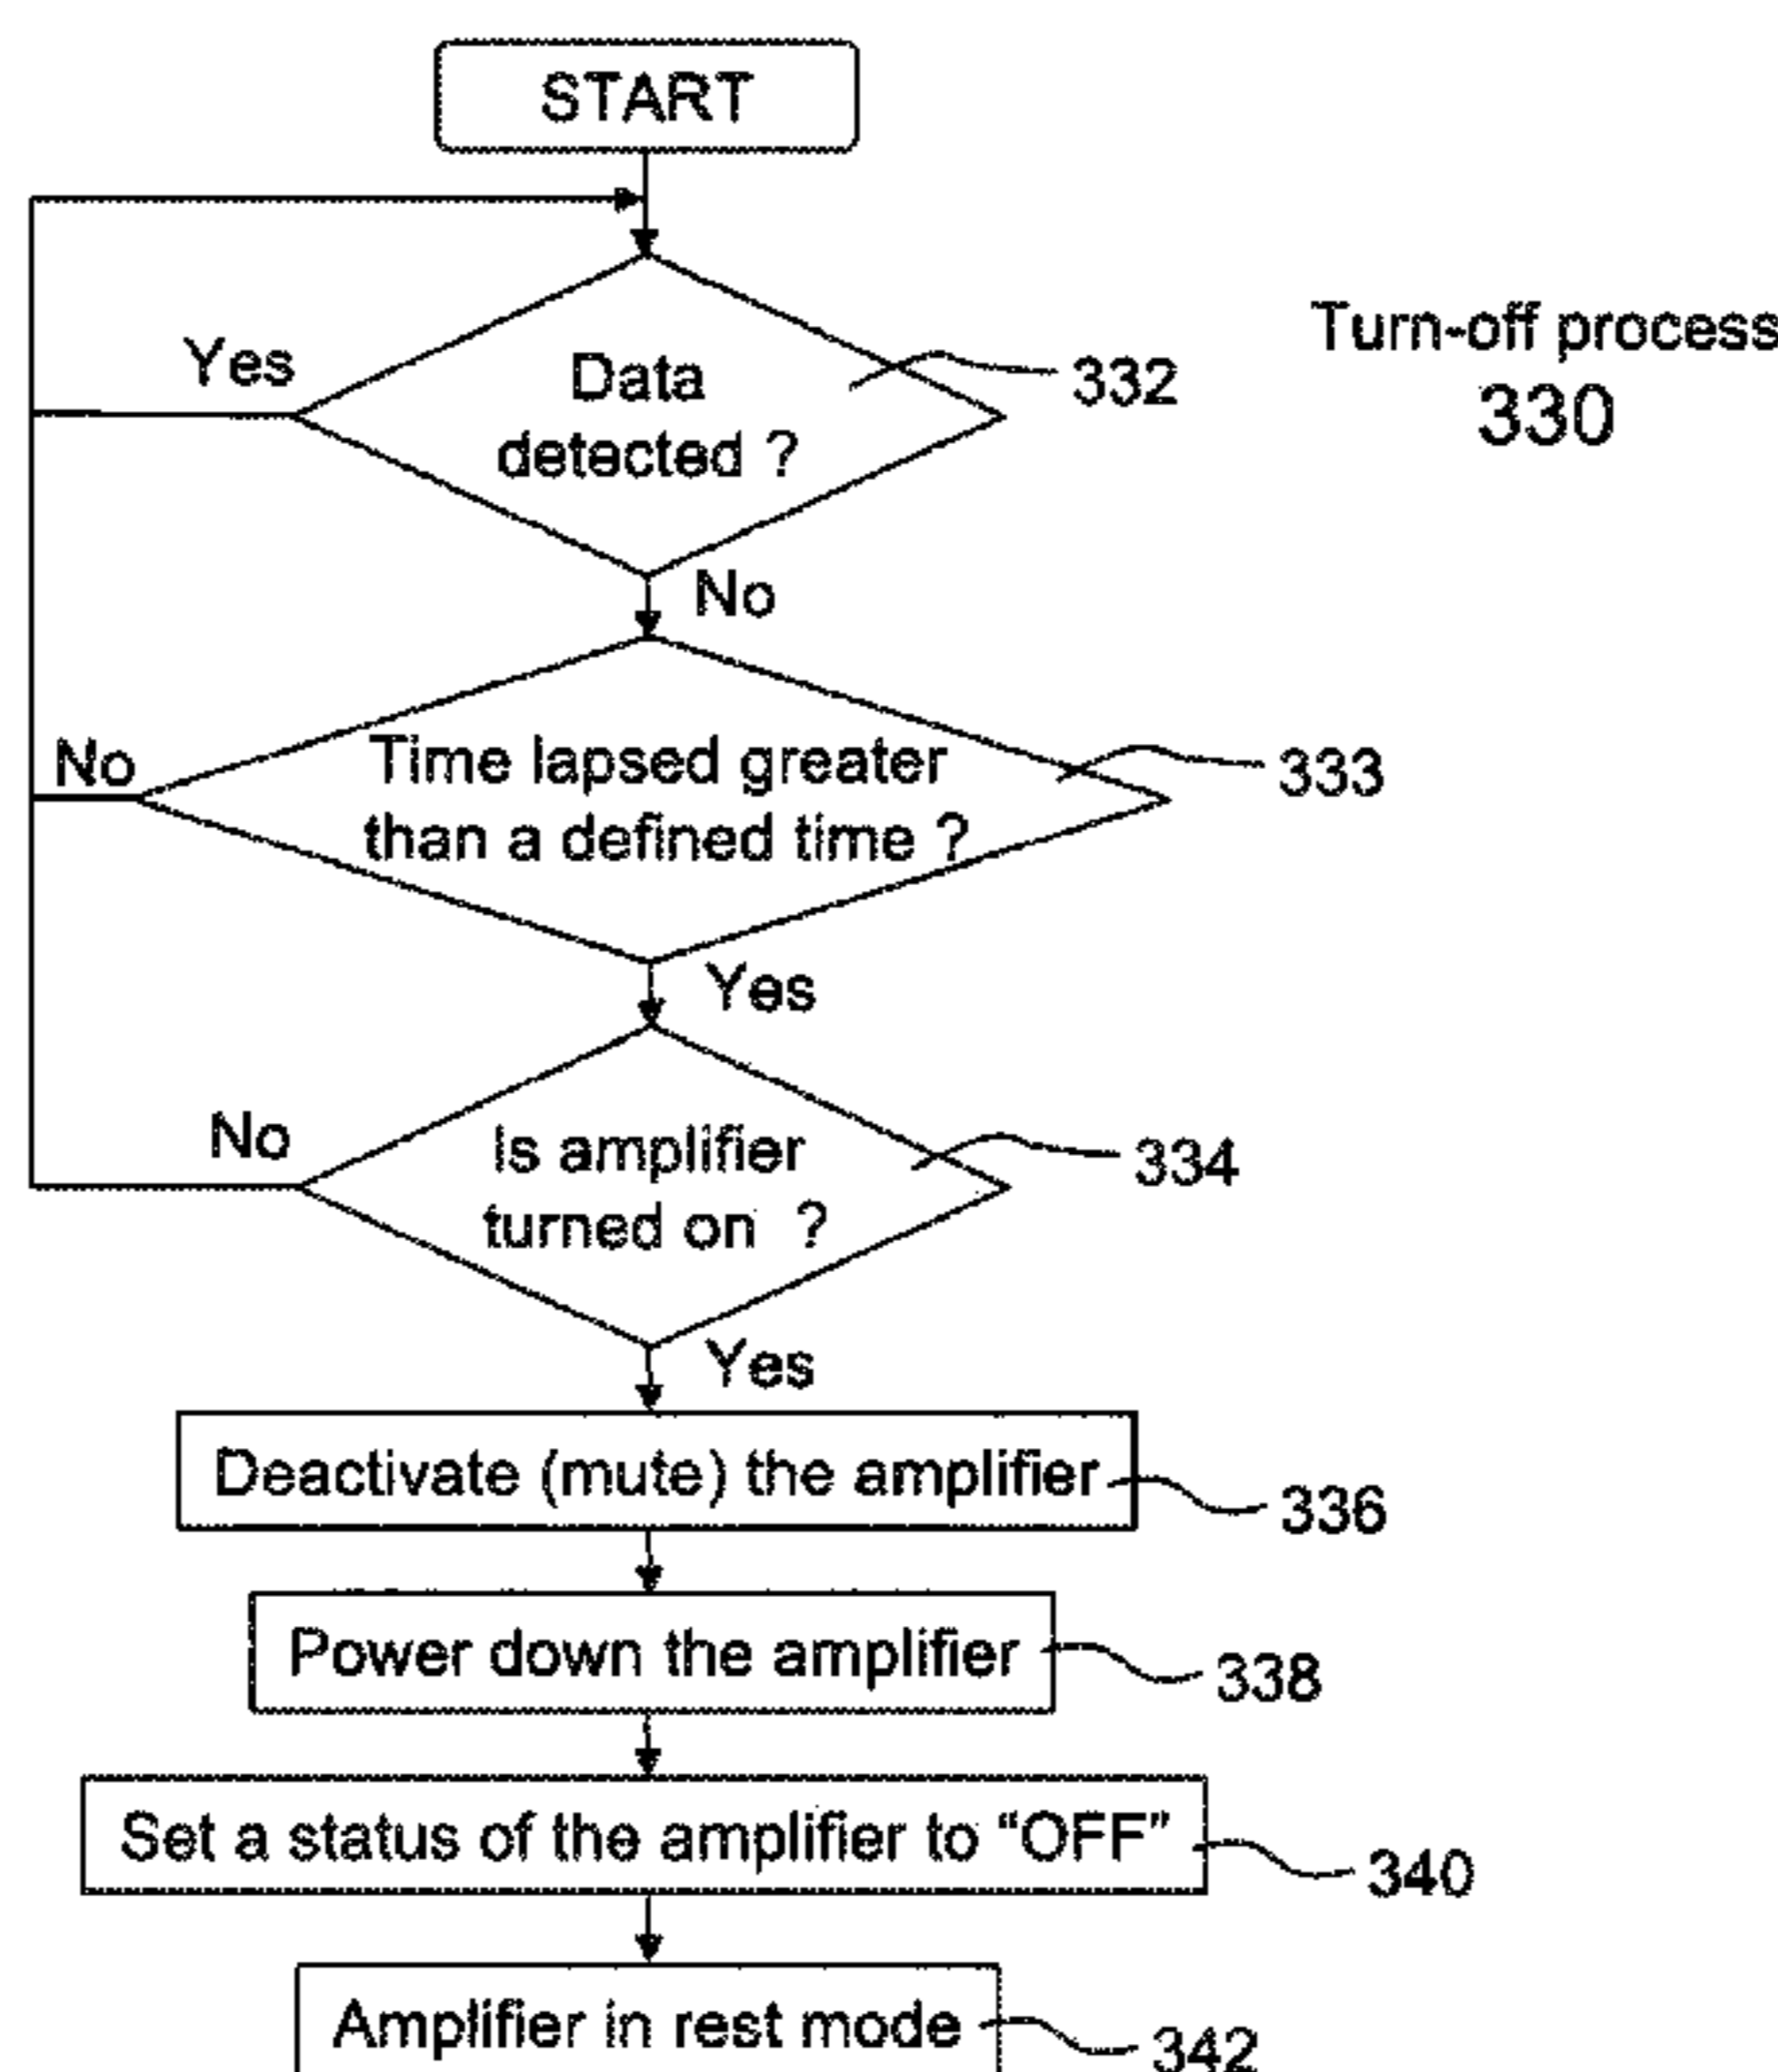 START
Turn-off process
330
Yes
Data
detected ?
332
No
No
Time lapsed greater
than a defined time ?
333
Yes
No
Is amplifier
turned on ?
334
Yes
Deactivate (mute) the amplifier
336
Power down the amplifier
338
Set a status of the amplifier to “OFF”
340
Amplifier in rest mode
342